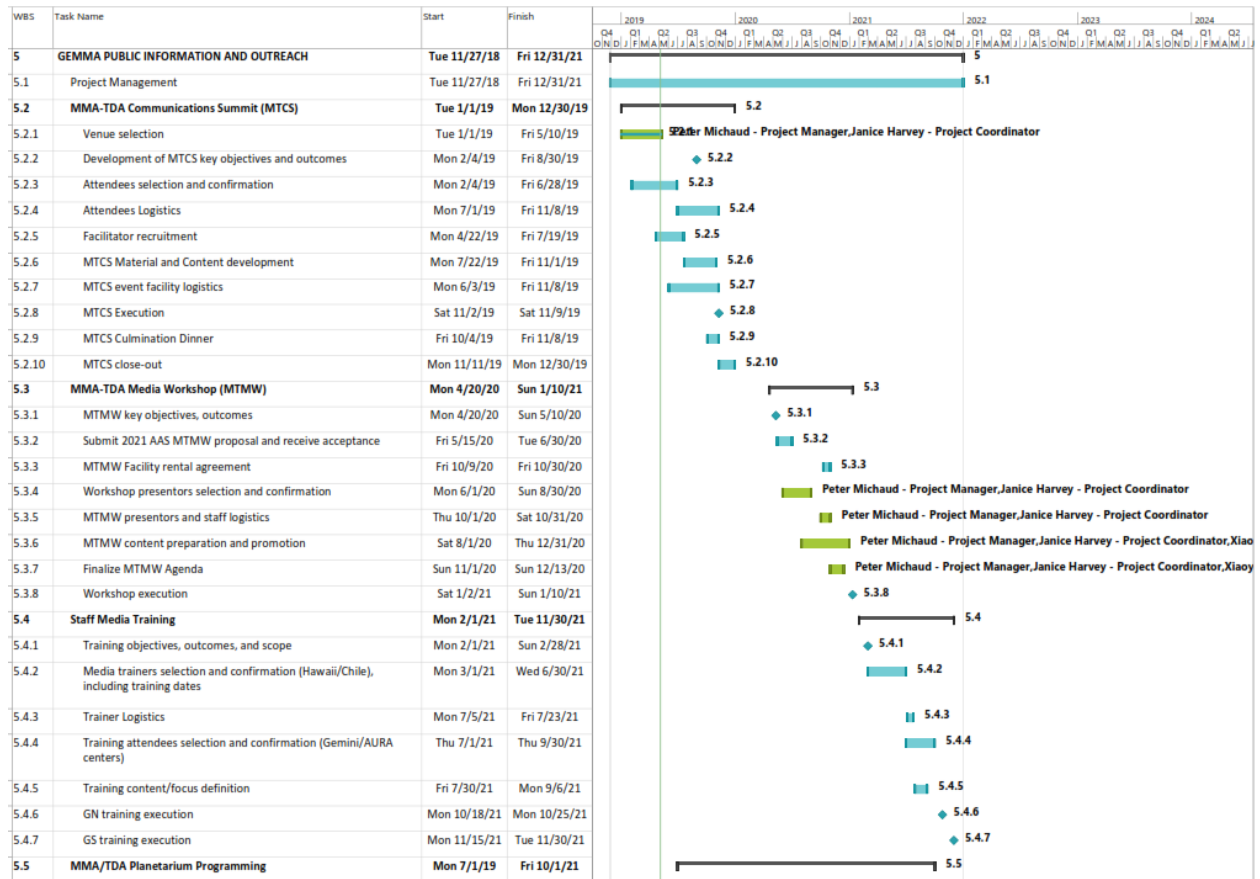 WBS Task Name Start Finish
2019 2020 2021 2022 2023 2024
Q4 Q1 Q2 Q3 Q4 Q1 Q2 Q3 Q4 Q1 Q2 Q3 Q4 Q1 Q2 Q3 Q4 Q1 Q2 Q3 Q4 Q1 Q2
O N D J F M A M J J A S O N D J F M A M J J A S O N D J F M A M J J A S O N D J F M A M J J A S O N D J F M A M J J A S O N D J F M A M J
5 GEMMA PUBLIC INFORMATION AND OUTREACH Tue 11/27/18 Fri 12/31/21 5
5.1 Project Management Tue 11/27/18 Fri 12/31/21 5.1
5.2 MMA-TDA Communications Summit (MTCS) Tue 1/1/19 Mon 12/30/19 5.2
5.2.1 Venue selection Tue 1/1/19 Fri 5/10/19 5.2.1 Peter Michaud - Project Manager,Janice Harvey - Project Coordinator
5.2.2 Development of MTCS key objectives and outcomes Mon 2/4/19 Fri 8/30/19 5.2.2
5.2.3 Attendees selection and confirmation Mon 2/4/19 Fri 6/28/19 5.2.3
5.2.4 Attendees Logistics Mon 7/1/19 Fri 11/8/19 5.2.4
5.2.5 Facilitator recruitment Mon 4/22/19 Fri 7/19/19 5.2.5
5.2.6 MTCS Material and Content development Mon 7/22/19 Fri 11/1/19 5.2.6
5.2.7 MTCS event facility logistics Mon 6/3/19 Fri 11/8/19 5.2.7
5.2.8 MTCS Execution Sat 11/2/19 Sat 11/9/19 5.2.8
5.2.9 MTCS Culmination Dinner Fri 10/4/19 Fri 11/8/19 5.2.9
5.2.10 MTCS close-out Mon 11/11/19 Mon 12/30/19 5.2.10
5.3 MMA-TDA Media Workshop (MTMW) Mon 4/20/20 Sun 1/10/21 5.3
5.3.1 MTMW key objectives, outcomes Mon 4/20/20 Sun 5/10/20 5.3.1
5.3.2 Submit 2021 AAS MTMW proposal and receive acceptance Fri 5/15/20 Tue 6/30/20 5.3.2
5.3.3 MTMW Facility rental agreement Fri 10/9/20 Fri 10/30/20 5.3.3
5.3.4 Workshop presentors selection and confirmation Mon 6/1/20 Sun 8/30/20 Peter Michaud - Project Manager,Janice Harvey - Project Coordinator
5.3.5 MTMW presentors and staff logistics Thu 10/1/20 Sat 10/31/20 Peter Michaud - Project Manager,Janice Harvey - Project Coordinator
5.3.6 MTMW content preparation and promotion Sat 8/1/20 Thu 12/31/20 Peter Michaud - Project Manager,Janice Harvey - Project Coordinator,Xiao
5.3.7 Finalize MTMW Agenda Sun 11/1/20 Sun 12/13/20 Peter Michaud - Project Manager,Janice Harvey - Project Coordinator,Xiaoy
5.3.8 Workshop execution Sat 1/2/21 Sun 1/10/21 5.3.8
5.4 Staff Media Training Mon 2/1/21 Tue 11/30/21 5.4
5.4.1 Training objectives, outcomes, and scope Mon 2/1/21 Sun 2/28/21 5.4.1
5.4.2 Media trainers selection and confirmation (Hawaii/Chile), Mon 3/1/21 Wed 6/30/21 5.4.2
including training dates
5.4.3 Trainer Logistics Mon 7/5/21 Fri 7/23/21 5.4.3
5.4.4 Training attendees selection and confirmation (Gemini/AURA Thu 7/1/21 Thu 9/30/21 5.4.4
centers)
5.4.5 Training content/focus definition Fri 7/30/21 Mon 9/6/21 5.4.5
5.4.6 GN training execution Mon 10/18/21 Mon 10/25/21 5.4.6
5.4.7 GS training execution Mon 11/15/21 Tue 11/30/21 5.4.7
5.5 MMA/TDA Planetarium Programming Mon 7/1/19 Fri 10/1/21 5.5